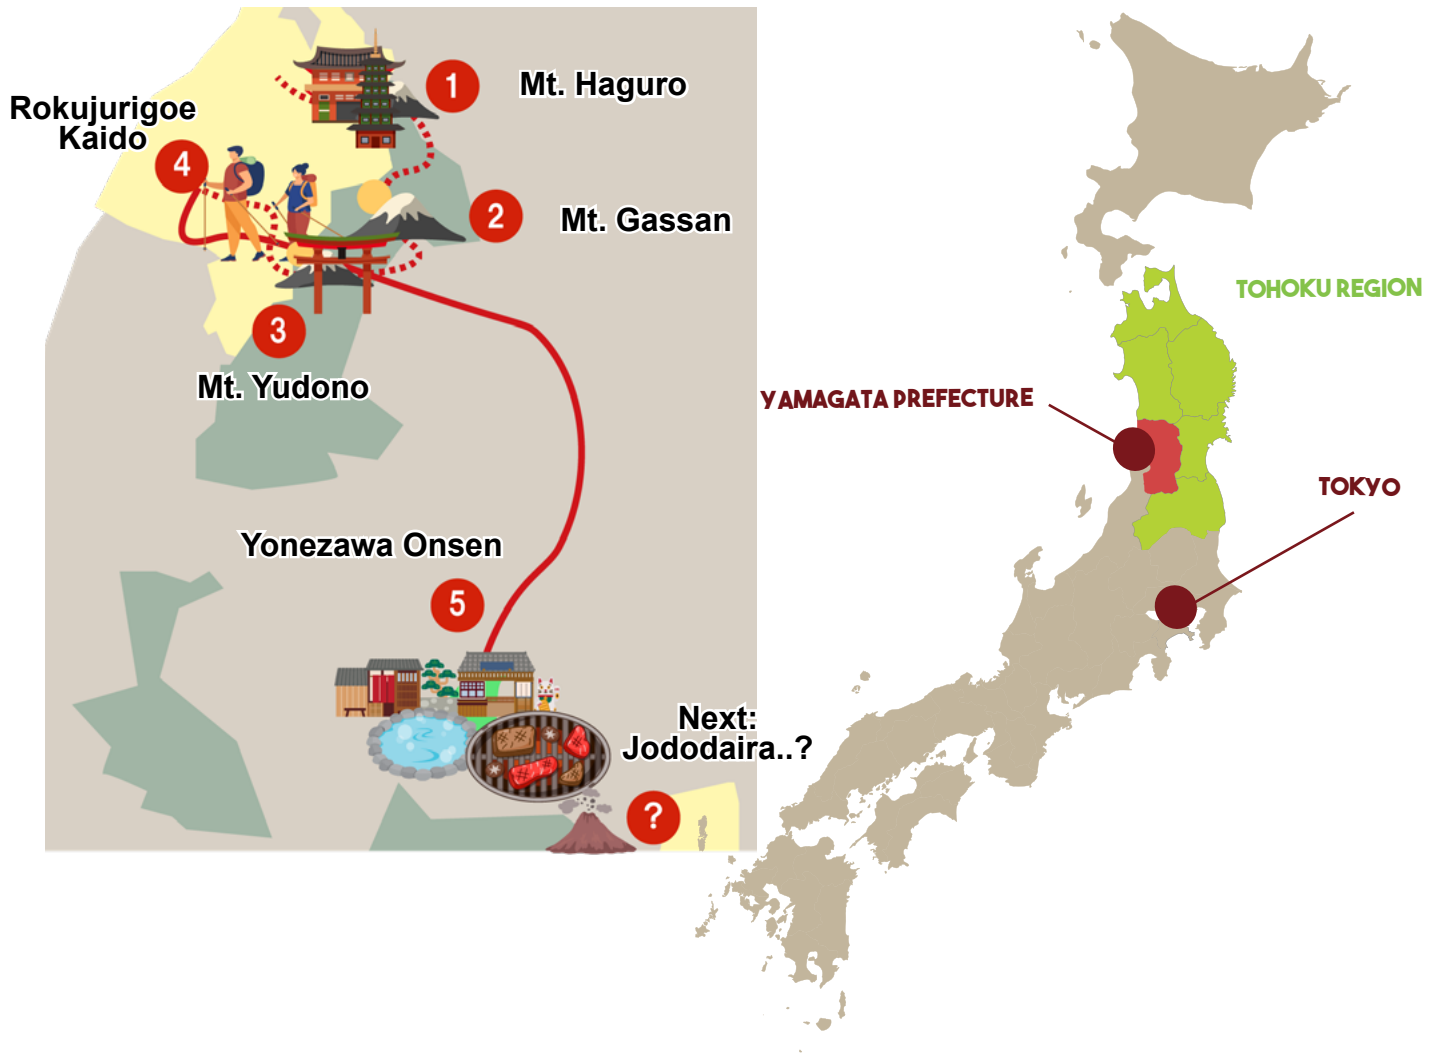 1
Mt. Haguro
Rokujurigoe
Kaido
4
2
Mt. Gassan
3
Mt. Yudono
Yonezawa Onsen
5
Next:
Jododaira..?
?
TOHOKU REGION
YAMAGATA PREFECTURE
TOKYO